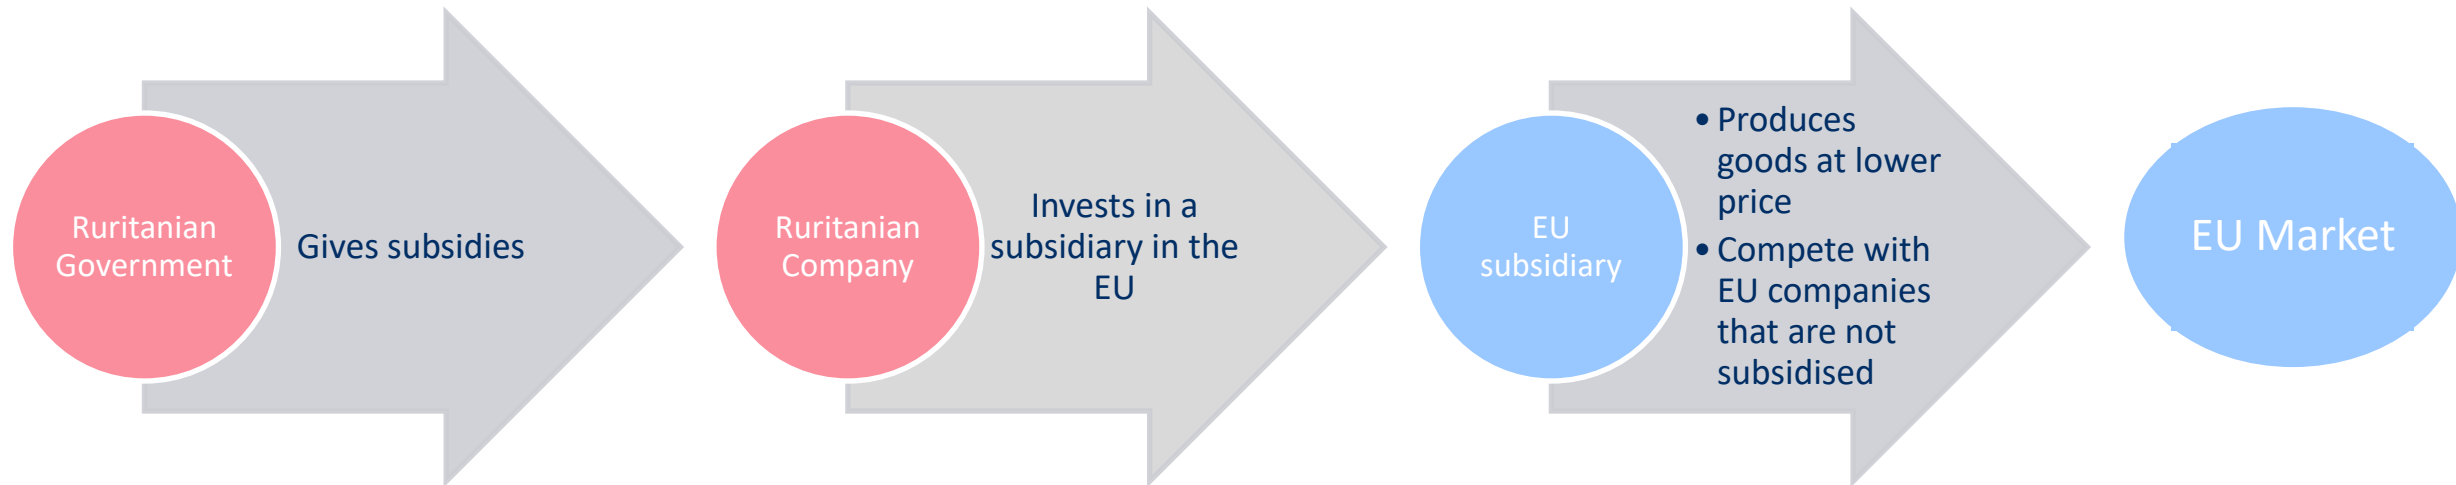 Ruritanian
Government
Gives subsidies
Ruritanian
Company
Invests in a
subsidiary in the
EU
EU
subsidiary
• Produces
goods at lower
price
• Compete with
EU companies
that are not
subsidised
EU Market